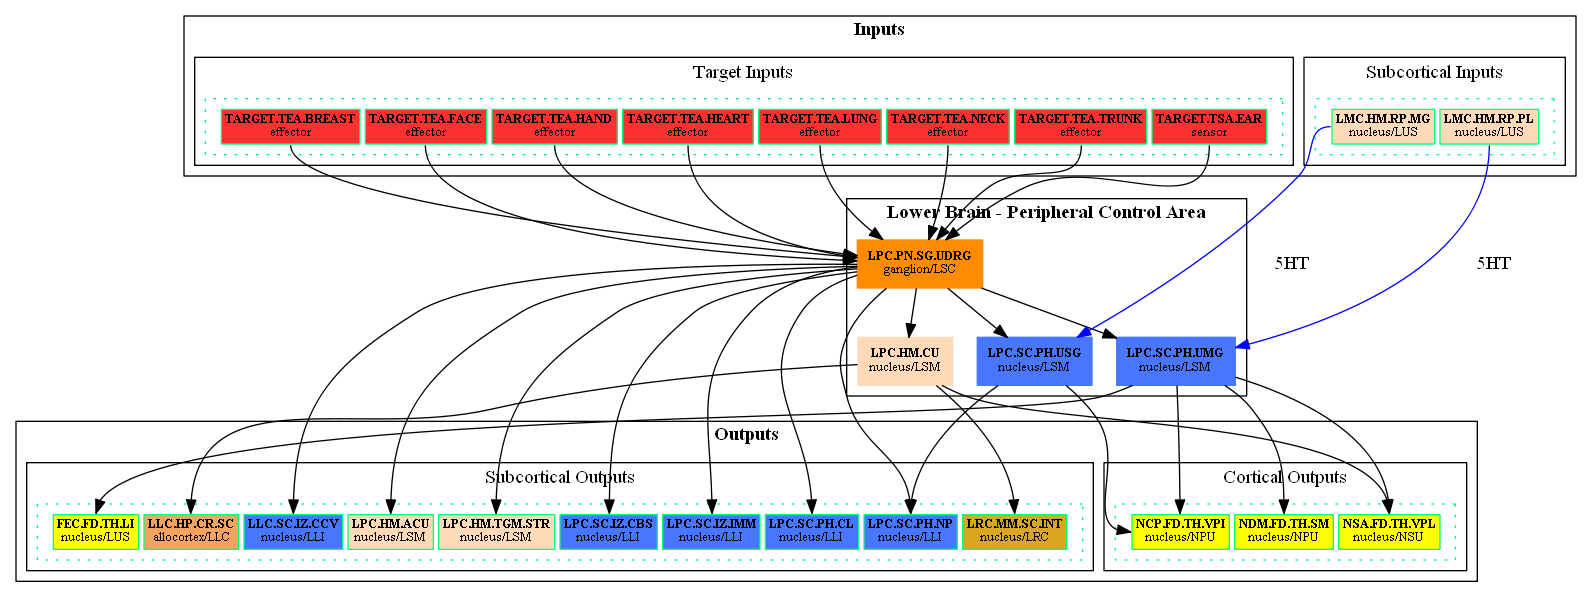 Inputs
Target Inputs
Subcortical Inputs
TARGET.TEA.BREAST
effector
TARGET.TEA.FACE
effector
TARGET.TEA.HAND
effector
TARGET.TEA.HEART
effector
TARGET.TEA.LUNG
effector
TARGET.TEA.NECK
effector
TARGET.TEA.TRUNK
effector
TARGET.TSA.EAR
sensor
LMC.HM.RP.MG
nucleus/LUS
LMC.HM.RP.PL
nucleus/LUS
Lower Brain - Peripheral Control Area
LPC.PN.SG.UDRG
ganglion/LSC
5HT
5HT
LPC.HM.CU
nucleus/LSM
LPC.SC.PH.USG
nucleus/LSM
LPC.SC.PH.UMG
nucleus/LSM
Outputs
Subcortical Outputs
Cortical Outputs
FEC.FD.TH.LI
nucleus/LUS
LLC.HP.CR.SC
allocortex/LLC
LLC.SC.IZ.CCV
nucleus/LLI
LPC.HM.ACU
nucleus/LSM
LPC.HM.TGM.STR
nucleus/LSM
LPC.SC.IZ.CBS
nucleus/LLI
LPC.SC.IZ.IMM
nucleus/LLI
LPC.SC.PH.CL
nucleus/LLI
LPC.SC.PH.NP
nucleus/LLI
LRC.MM.SC.INT
nucleus/LRC
NCP.FD.TH.VPI
nucleus/NPU
NDM.FD.TH.SM
nucleus/NPU
NSA.FD.TH.VPL
nucleus/NSU